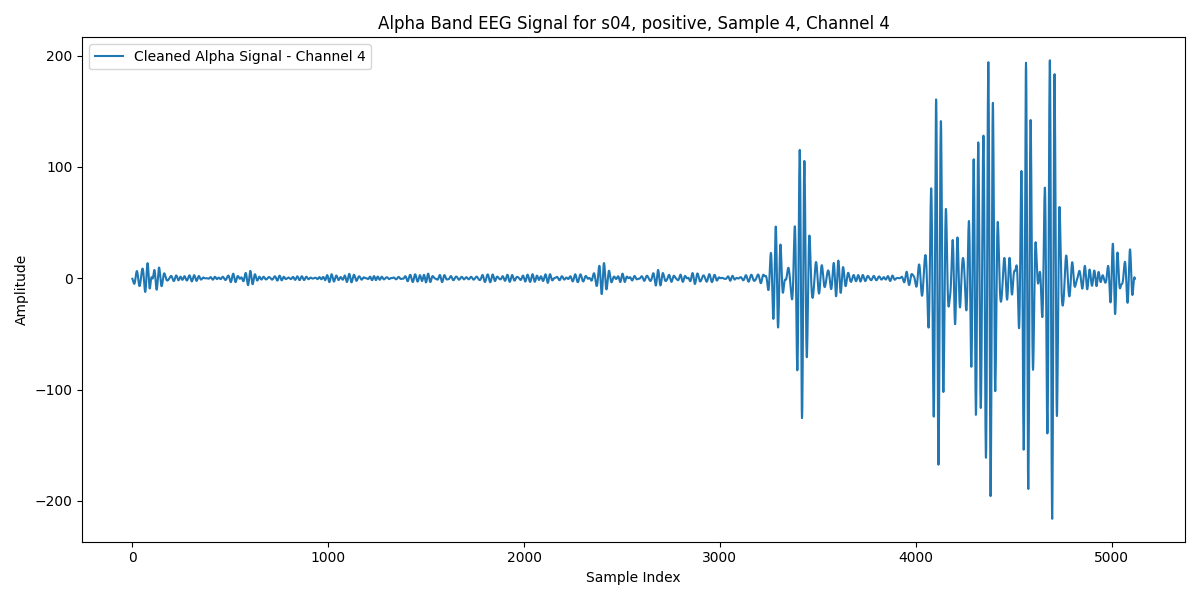 Alpha Band EEG Signal for s04, positive, Sample 4, Channel 4
Cleaned Alpha Signal - Channel 4
200
100
0
−100
−200
Amplitude
0 1000 2000 3000 4000 5000
Sample Index